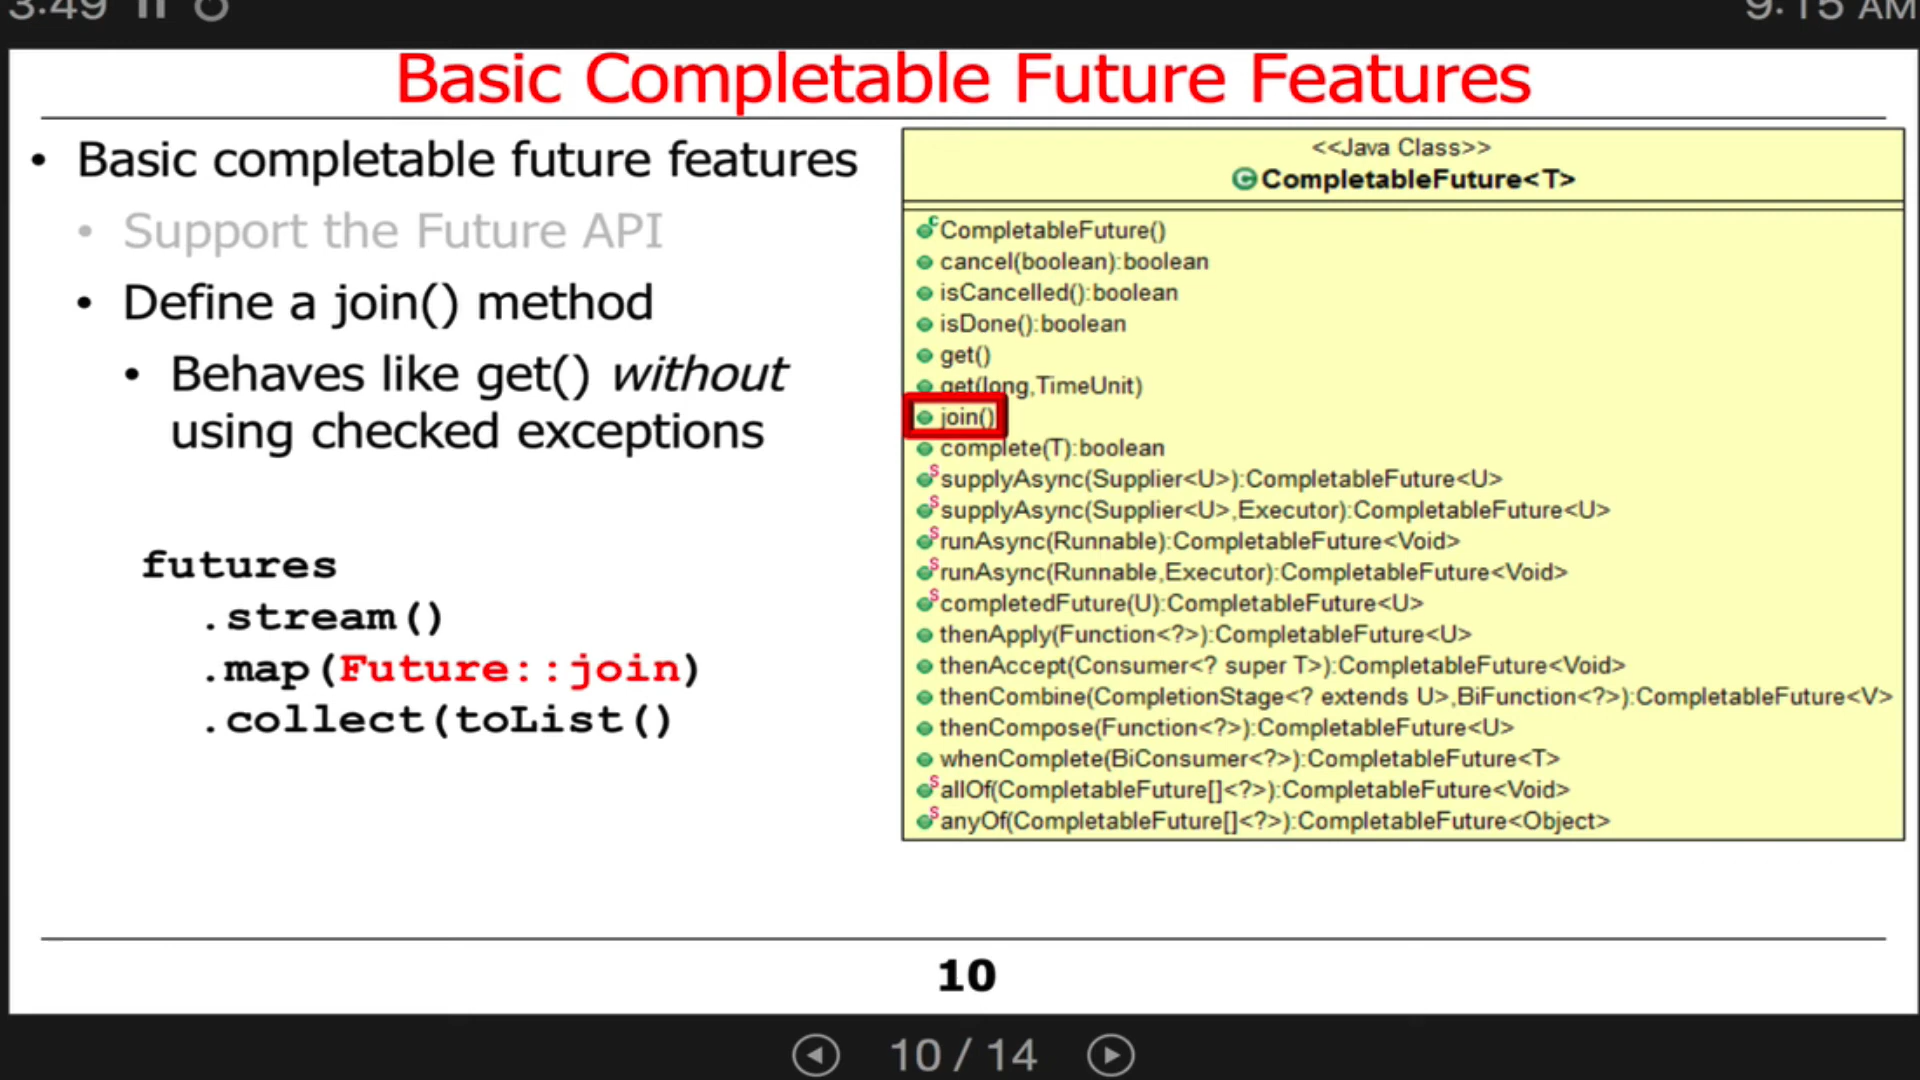 3:49
9:15 AM
Basic Completable Future Features
• Basic completable future features
• Support the Future API
• Define a join() method
• Behaves like get() without
using checked exceptions
futures
.stream()
.map(Future::join)
.collect(toList()
<<Java Class>>
C CompletableFuture<T>
CompletableFuture()
cancel(boolean):boolean
isCancelled():boolean
isDone():boolean
get()
get(long,TimeUnit)
join()
complete(T):boolean
supplyAsync(Supplier<U>):CompletableFuture<U>
supplyAsync(Supplier<U>,Executor):CompletableFuture<U>
runAsync(Runnable):CompletableFuture<Void>
runAsync(Runnable,Executor):CompletableFuture<Void>
completedFuture(U):CompletableFuture<U>
thenApply(Function<?>):CompletableFuture<U>
thenAccept(Consumer<? super T>):CompletableFuture<Void>
thenCombine(CompletionStage<? extends U>,BiFunction<?>):CompletableFuture<V>
thenCompose(Function<?>):CompletableFuture<U>
whenComplete(BiConsumer<?>):CompletableFuture<T>
allOf(CompletableFuture[]<?>):CompletableFuture<Void>
anyOf(CompletableFuture[]<?>):CompletableFuture<Object>
10
10 / 14